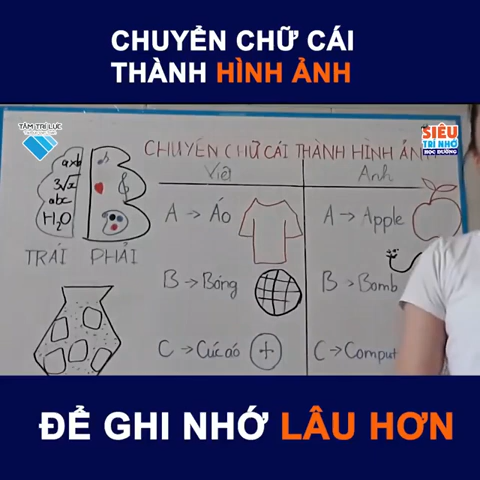 CHUYỂN CHỮ CÁI
THÀNH HÌNH ẢNH
TÂM TRÍ LỰC
SIÊU
TRÍ NHỚ
HỌC ĐƯỜNG
CHUYỂN CHỮ CÁI THÀNH HÌNH ẢN
Việt
Anh
a×b
3√x
abc
H₂O
TRÁI PHẢI
A → Áo
A → Apple
B → Bóng
B → Bomb
C → Cúc áo
C → Comput
ĐỂ GHI NHỚ LÂU HƠN